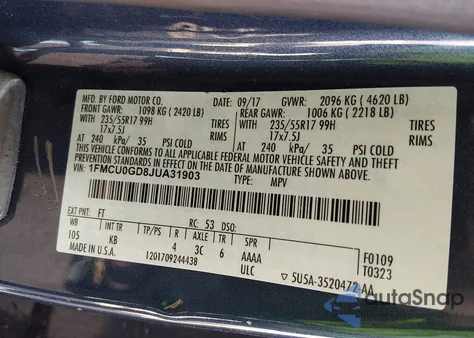 MFD. BY FORD MOTOR CO. 09/17 GVWR: 2096 KG (4620 LB)
FRONT GAWR: 1098 KG (2420 LB) REAR GAWR: 1006 KG (2218 LB)
WITH 235/55R17 99H TIRES WITH 235/55R17 99H TIRES
17x7.5J RIMS 17x7.5J RIMS
AT 240 kPa/ 35 PSI COLD AT 240 kPa/ 35 PSI COLD
THIS VEHICLE CONFORMS TO ALL APPLICABLE FEDERAL MOTOR VEHICLE SAFETY AND
THEFT PREVENTION STANDARDS IN EFFECT ON THE DATE OF MANUFACTURE SHOWN ABOVE.
VIN: 1FMCU0GD8JUA31903 TYPE: MPV
EXT PNT: FT RC: 53 DSO:
WB INT TR TP/PS R AXLE TR SPR F0109
105 KB 4 3C 6 AAAA T0323
MADE IN U.S.A. 1201709244438 ULC 5U5A-3520472-AA
autoSnap